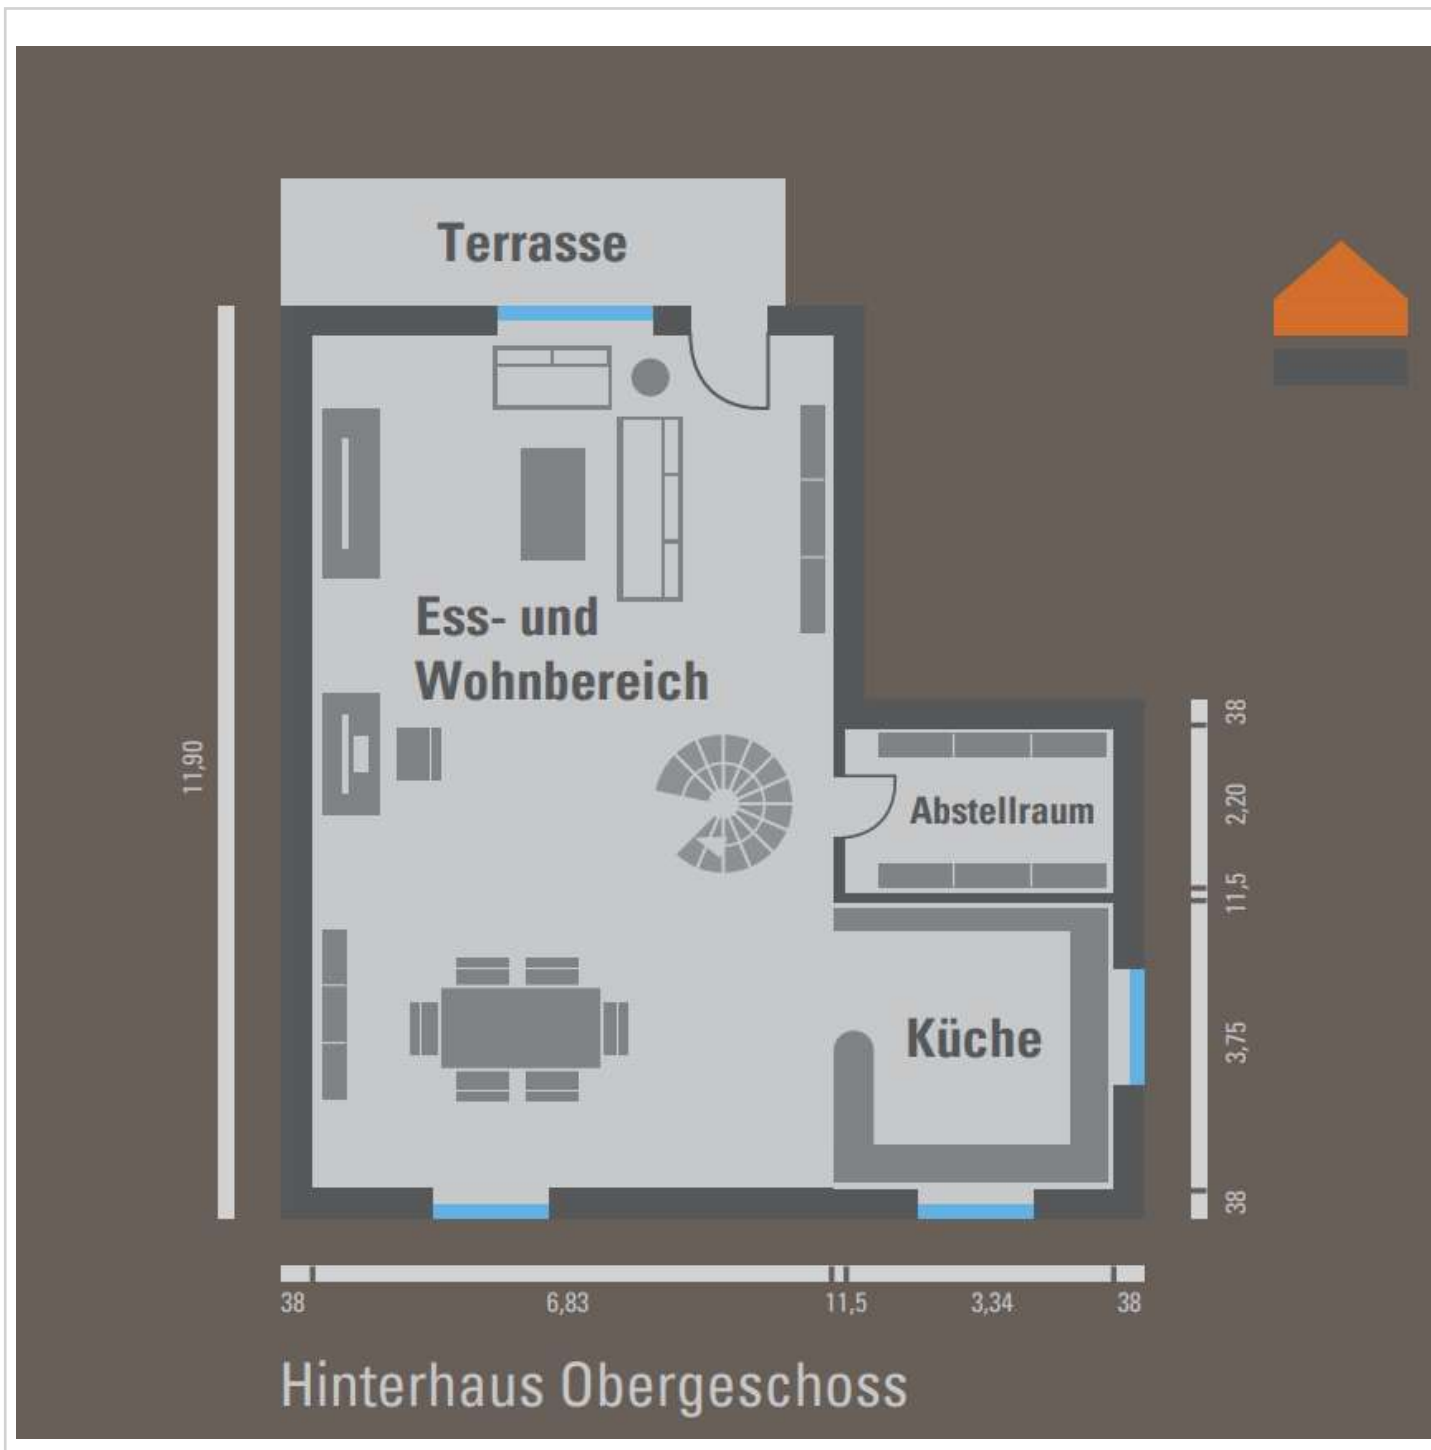 Terrasse
Ess- und
Wohnbereich
11,90
38
2,20
Abstellraum
11,5
Küche
3,75
38
38
6,83
11,5
3,34
38
Hinterhaus Obergeschoss